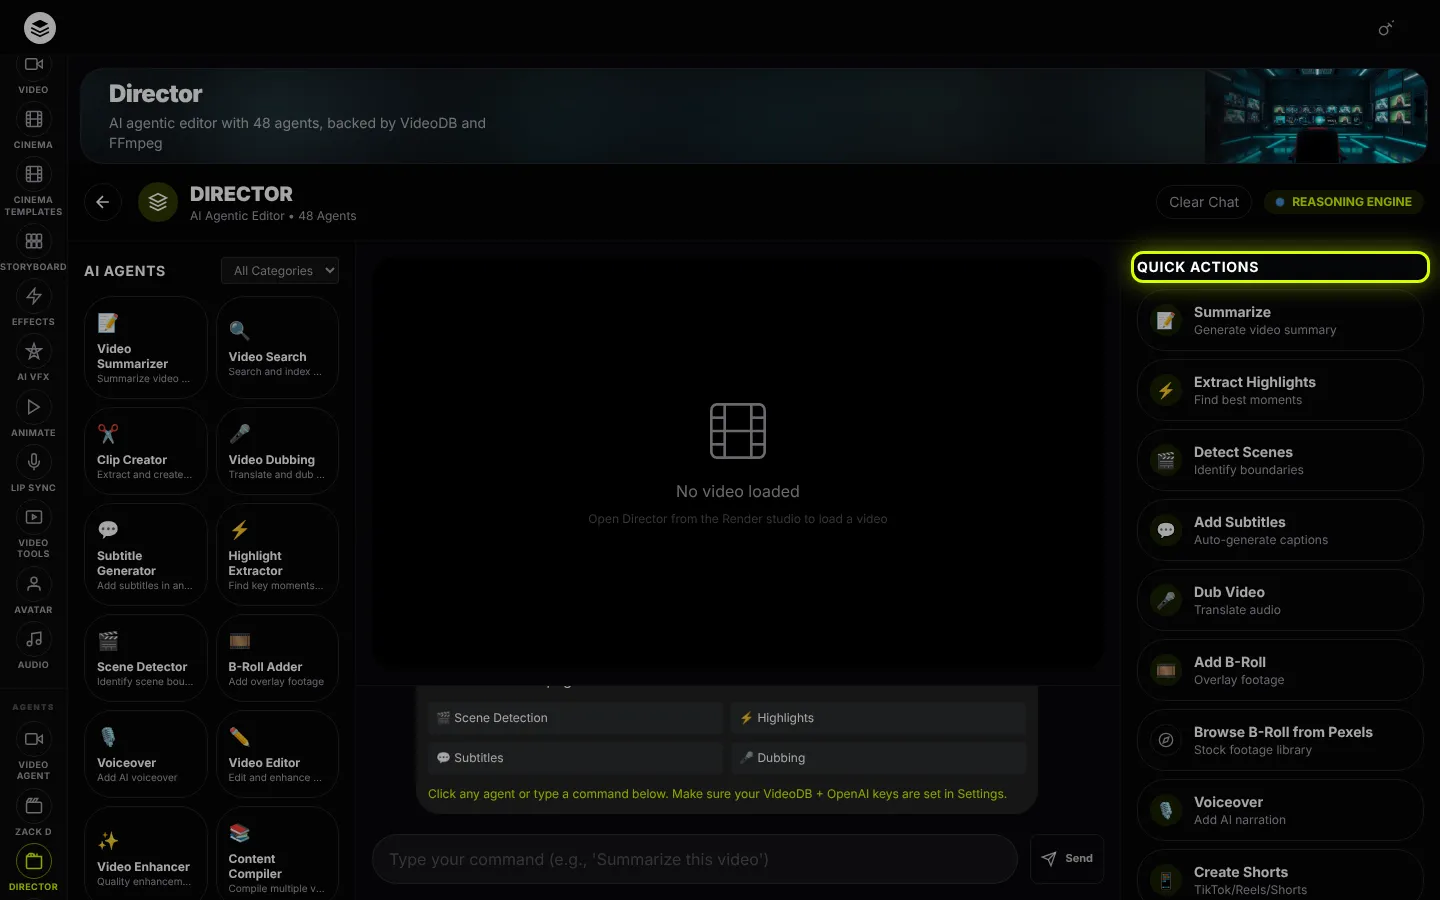 VIDEO
CINEMA
CINEMA
TEMPLATES
STORYBOARD
EFFECTS
AI VFX
ANIMATE
LIP SYNC
VIDEO
TOOLS
AVATAR
AUDIO
AGENTS
VIDEO
AGENT
ZACK D
DIRECTOR
Director
AI agentic editor with 48 agents, backed by VideoDB and
FFmpeg
DIRECTOR
AI Agentic Editor • 48 Agents
Clear Chat
REASONING ENGINE
AI AGENTS
All Categories
Video
Summarizer
Summarize video ...
Video Search
Search and index ...
Clip Creator
Extract and create...
Video Dubbing
Translate and dub ...
Subtitle
Generator
Add subtitles in an...
Highlight
Extractor
Find key moments...
Scene Detector
Identify scene bou...
B-Roll Adder
Add overlay footage
Voiceover
Add AI voiceover
Video Editor
Edit and enhance ...
Video Enhancer
Quality enhancem...
Content
Compiler
Compile multiple v...
No video loaded
Open Director from the Render studio to load a video
Scene Detection
Highlights
Subtitles
Dubbing
Click any agent or type a command below. Make sure your VideoDB + OpenAI keys are set in Settings.
Type your command (e.g., 'Summarize this video')
Send
QUICK ACTIONS
Summarize
Generate video summary
Extract Highlights
Find best moments
Detect Scenes
Identify boundaries
Add Subtitles
Auto-generate captions
Dub Video
Translate audio
Add B-Roll
Overlay footage
Browse B-Roll from Pexels
Stock footage library
Voiceover
Add AI narration
Create Shorts
TikTok/Reels/Shorts